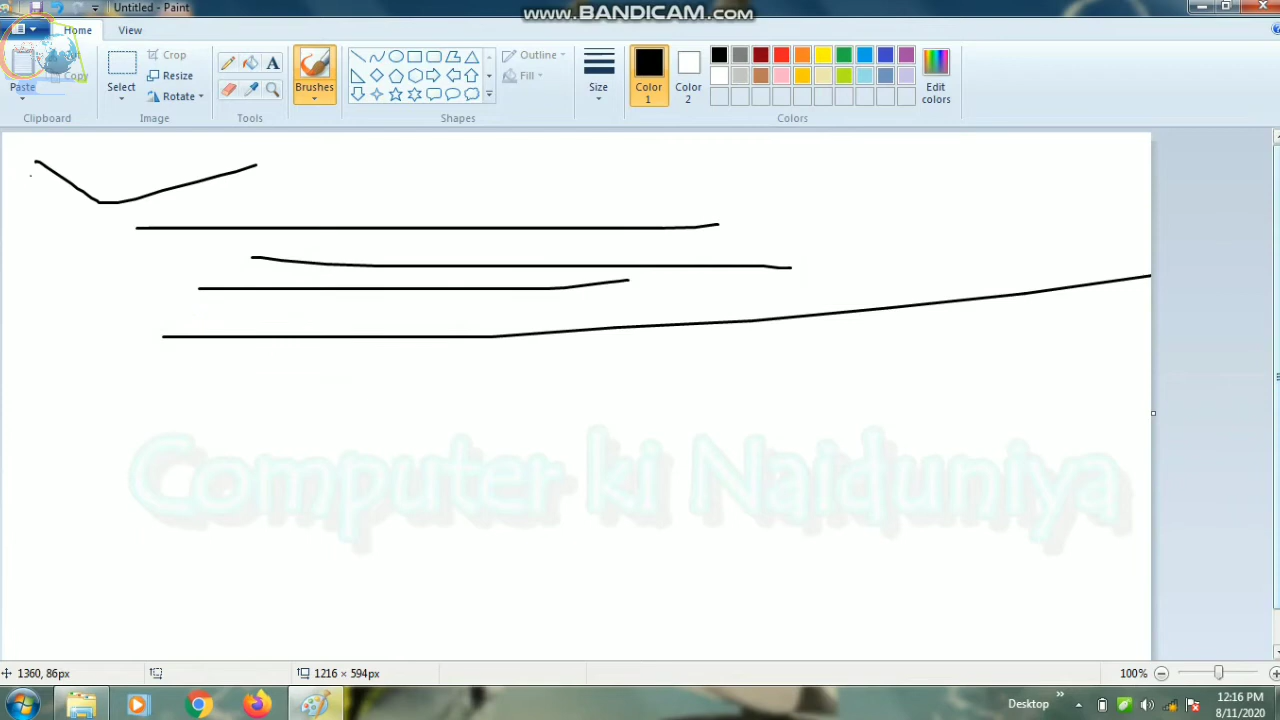 Untitled - Paint
www.BANDICAM.com
Home
View
Paste
Copy
Clipboard
Select
Crop
Resize
Rotate
Image
Tools
Brushes
Shapes
Outline
Fill
Size
Color 1
Color 2
Edit colors
Colors
Computer ki Naiduniya
1360, 86px
1216 × 594px
100%
Desktop
12:16 PM
8/11/2020